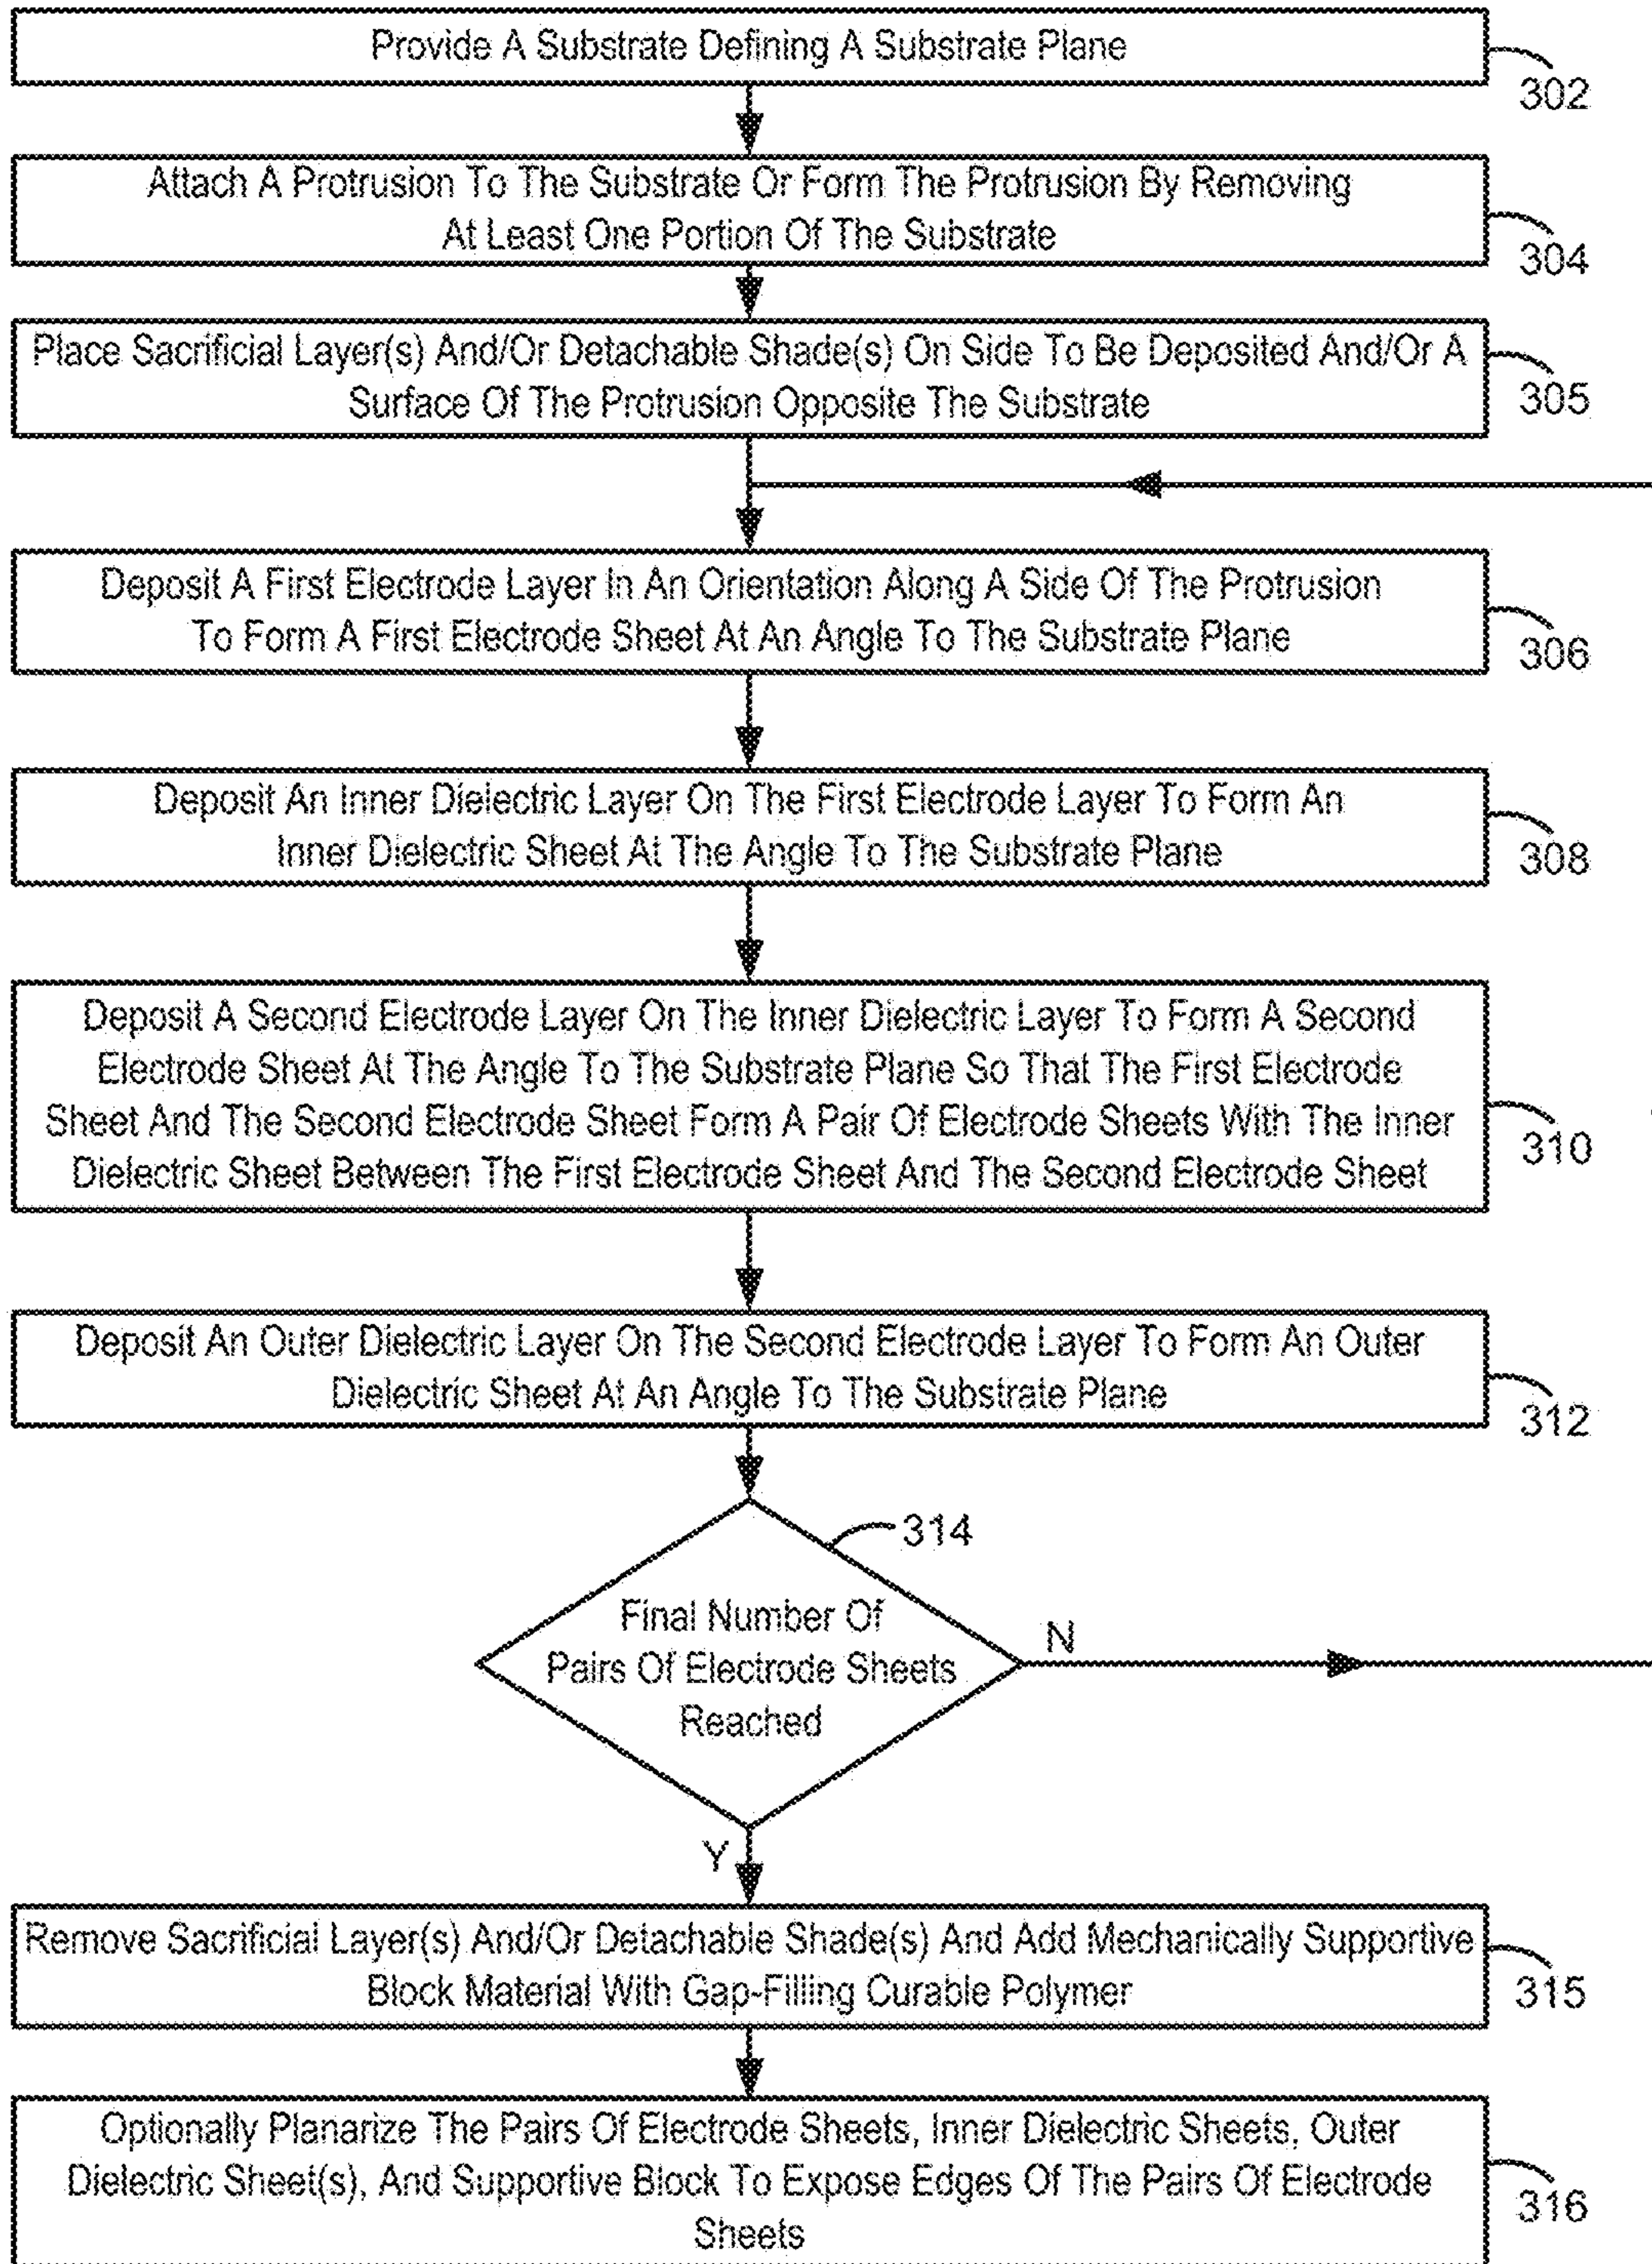 Provide A Substrate Defining A Substrate Plane
302
Attach A Protrusion To The Substrate Or Form The Protrusion By Removing
At Least One Portion Of The Substrate
304
Place Sacrificial Layer(s) And/Or Detachable Shade(s) On Side To Be Deposited And/Or A
Surface Of The Protrusion Opposite The Substrate
305
Deposit A First Electrode Layer In An Orientation Along A Side Of The Protrusion
To Form A First Electrode Sheet At An Angle To The Substrate Plane
306
Deposit An Inner Dielectric Layer On The First Electrode Layer To Form An
Inner Dielectric Sheet At The Angle To The Substrate Plane
308
Deposit A Second Electrode Layer On The Inner Dielectric Layer To Form A Second
Electrode Sheet At The Angle To The Substrate Plane So That The First Electrode
Sheet And The Second Electrode Sheet Form A Pair Of Electrode Sheets With The Inner
Dielectric Sheet Between The First Electrode Sheet And The Second Electrode Sheet
310
Deposit An Outer Dielectric Layer On The Second Electrode Layer To Form An Outer
Dielectric Sheet At An Angle To The Substrate Plane
312
314
Final Number Of
Pairs Of Electrode Sheets
Reached
N
Y
Remove Sacrificial Layer(s) And/Or Detachable Shade(s) And Add Mechanically Supportive
Block Material With Gap-Filling Curable Polymer
315
Optionally Planarize The Pairs Of Electrode Sheets, Inner Dielectric Sheets, Outer
Dielectric Sheet(s), And Supportive Block To Expose Edges Of The Pairs Of Electrode
Sheets
316